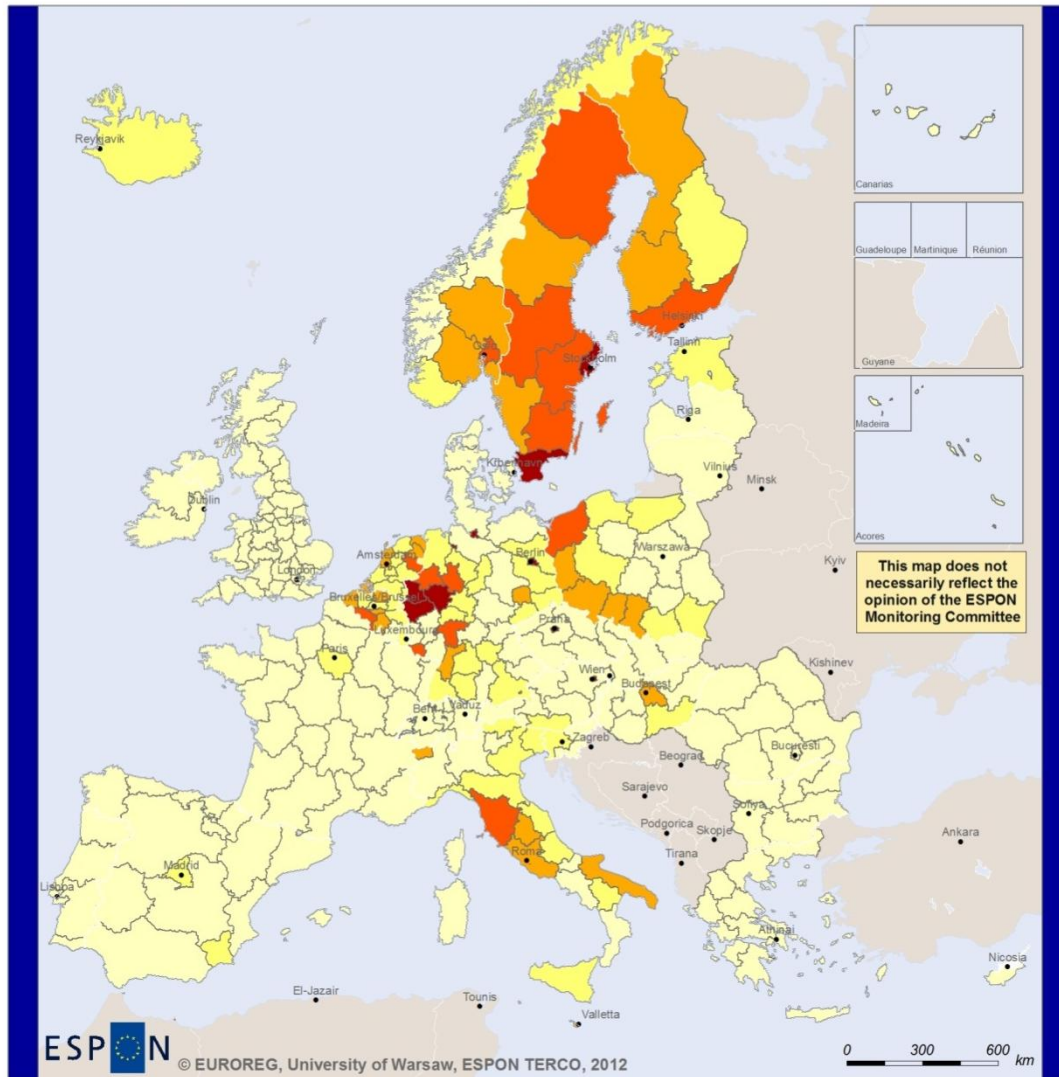 Reykjavik
Canarias
Guadeloupe
Martinique
Réunion
Guyane
Madeira
Acores
This map does not
necessarily reflect the
opinion of the ESPON
Monitoring Committee
Helsinki
Tallinn
Stockholm
Riga
København
Vilnius
Minsk
Dublin
Amsterdam
Berlin
Warszawa
London
Kyiv
Bruxelles/Brussel
Luxembourg
Praha
Paris
Wien
Kishinev
Budapest
Bern
Vaduz
Zagreb
Bucuresti
Beograd
Sarajevo
Sofiya
Podgorica
Skopje
Ankara
Roma
Tirana
Madrid
Lisboa
Athinai
Nicosia
El-Jazair
Tounis
Valletta
ESPON
© EUROREG, University of Warsaw, ESPON TERCO, 2012
0 300 600
km